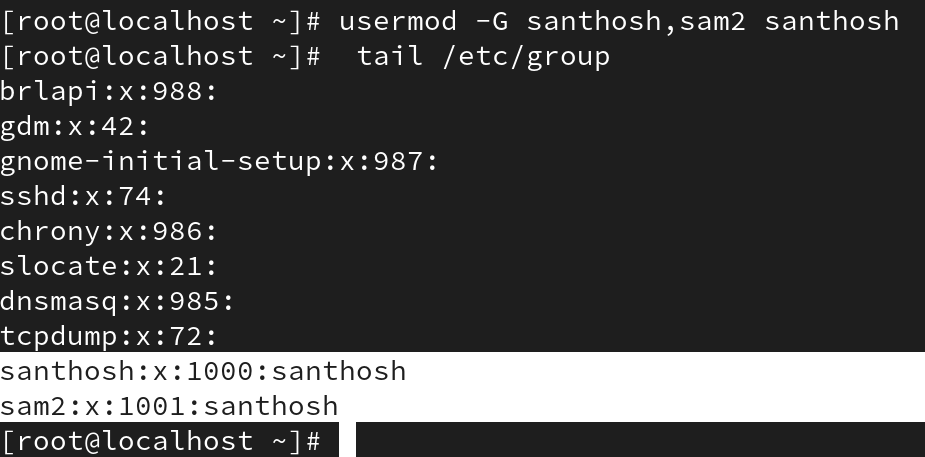 [root@localhost ~]# usermod -G santhosh,sam2 santhosh
[root@localhost ~]#  tail /etc/group
brlapi:x:988:
gdm:x:42:
gnome-initial-setup:x:987:
sshd:x:74:
chrony:x:986:
slocate:x:21:
dnsmasq:x:985:
tcpdump:x:72:
santhosh:x:1000:santhosh
sam2:x:1001:santhosh
[root@localhost ~]#